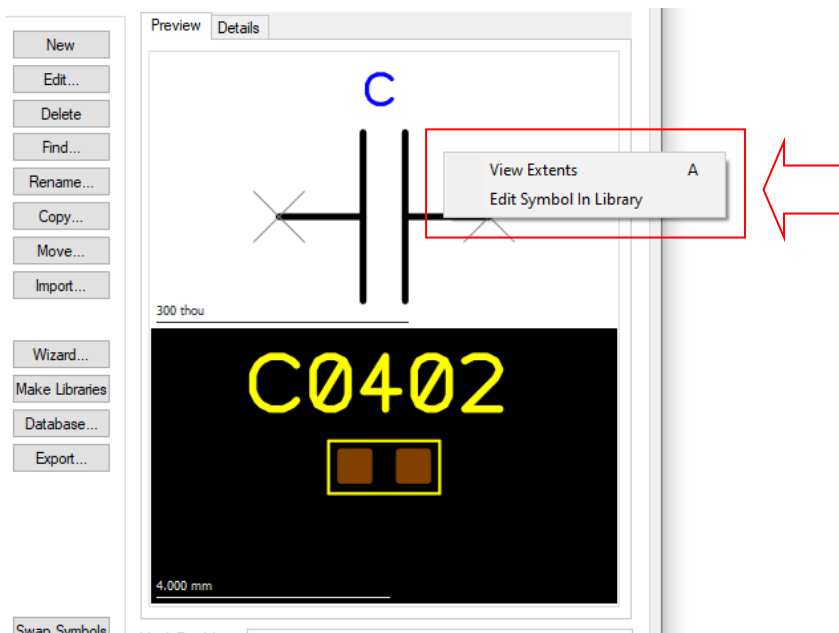 New
Edit...
Delete
Find...
Rename...
Copy...
Move...
Import...
Wizard...
Make Libraries
Database...
Export...
Swap Symbols
Preview
Details
C
View Extents A
Edit Symbol In Library
300 thou
C0402
4.000 mm